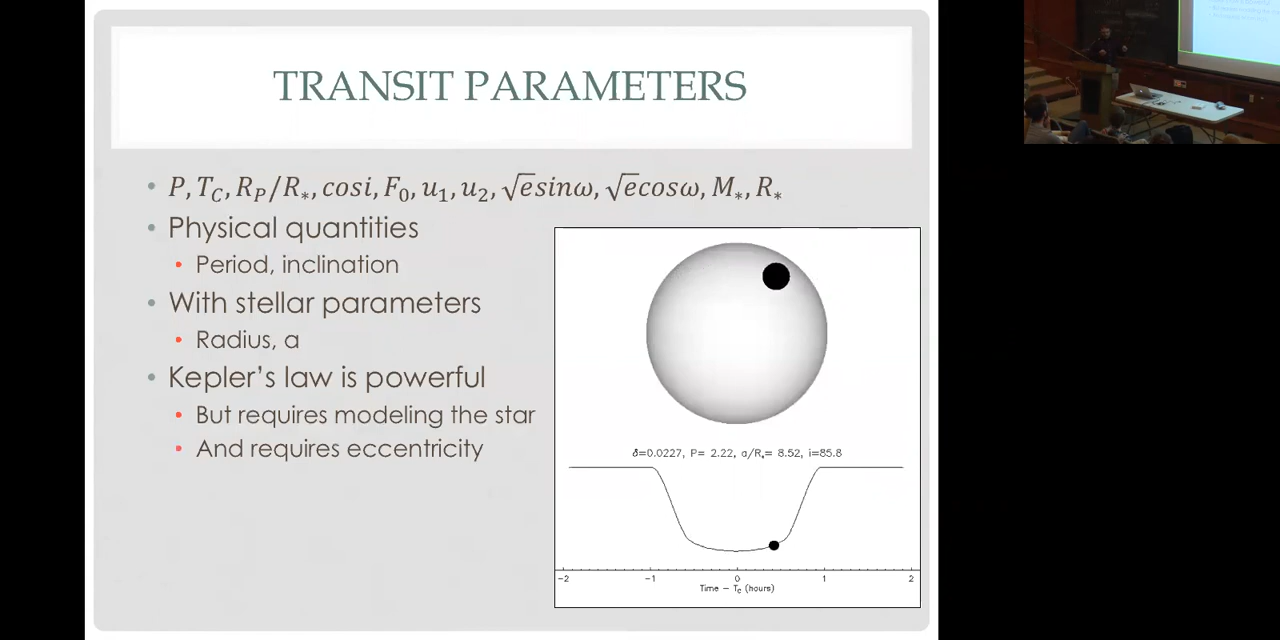 TRANSIT PARAMETERS
• P, T_C, R_P/R_*, cosi, F_0, u_1, u_2, √e sinω, √e cosω, M_*, R_*
• Physical quantities
• Period, inclination
• With stellar parameters
• Radius, a
• Kepler's law is powerful
• But requires modeling the star
• And requires eccentricity
δ=0.0227, P= 2.22, a/R_*= 8.52, i=85.8
-2 -1 0 1 2
Time - T_C (hours)